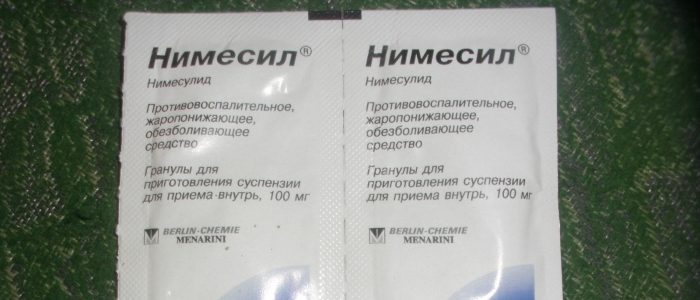 Нимесил®
Нимесулид
Противовоспалительное,
жаропонижающее,
обезболивающее
средство
Гранулы для
приготовления суспензии
для приема внутрь, 100 мг
BERLIN-CHEMIE
MENARINI
Нимесил®
Нимесулид
Противовоспалительное,
жаропонижающее,
обезболивающее
средство
Гранулы для
приготовления суспензии
для приема внутрь, 100 мг
BERLIN-CHEMIE
MENARINI